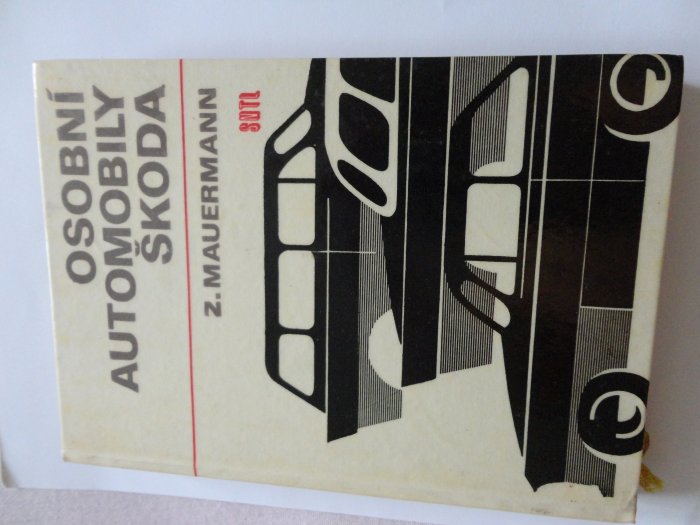 OSOBNÍ
AUTOMOBILY
ŠKODA
Z. MAUERMANN
SNTL